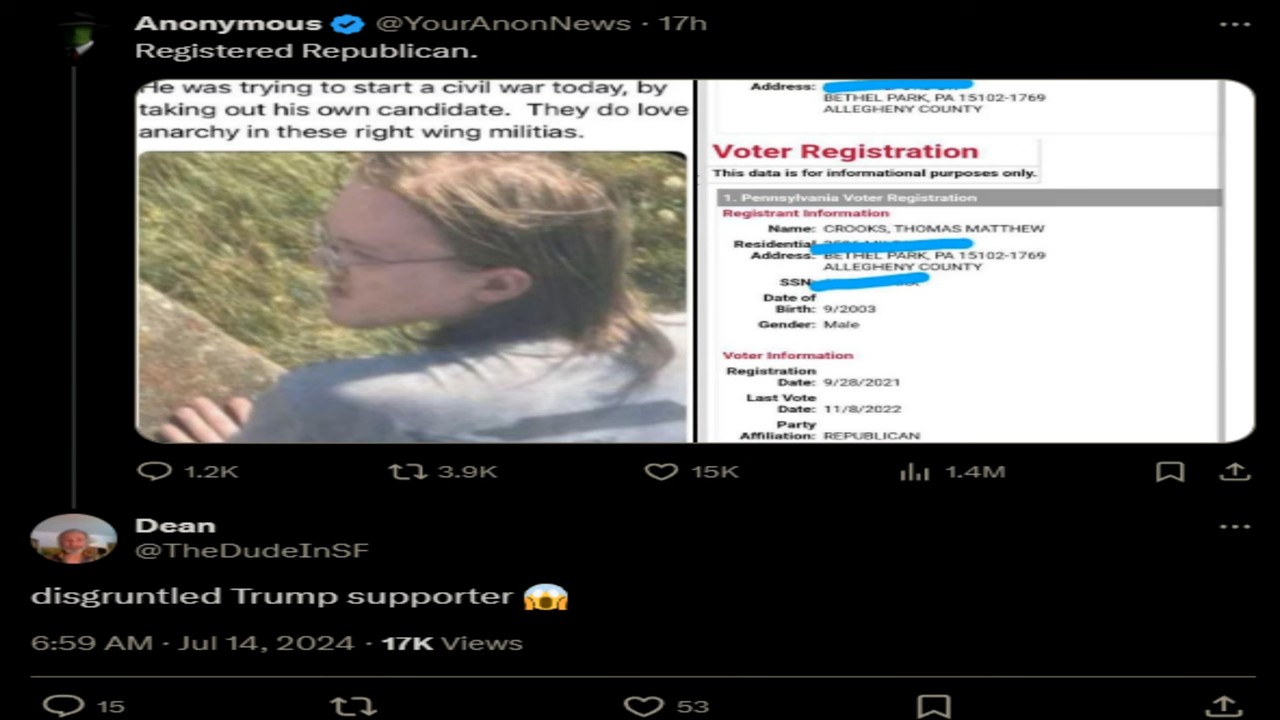 Anonymous @YourAnonNews · 17h
Registered Republican.
He was trying to start a civil war today, by
taking out his own candidate. They do love
anarchy in these right wing militias.
Address:
BETHEL PARK, PA 15102-1769
ALLEGHENY COUNTY
Voter Registration
This data is for informational purposes only.
1. Pennsylvania Voter Registration
Registrant Information
Name: CROOKS, THOMAS MATTHEW
Residential
Address: BETHEL PARK, PA 15102-1769
ALLEGHENY COUNTY
SSN
Date of
Birth: 9/2003
Gender: Male
Voter Information
Registration
Date: 9/28/2021
Last Vote
Date: 11/8/2022
Party
Affiliation: REPUBLICAN
1.2K 3.9K 15K 1.4M
Dean
@TheDudeInSF
disgruntled Trump supporter 😱
6:59 AM · Jul 14, 2024 · 17K Views
15 53